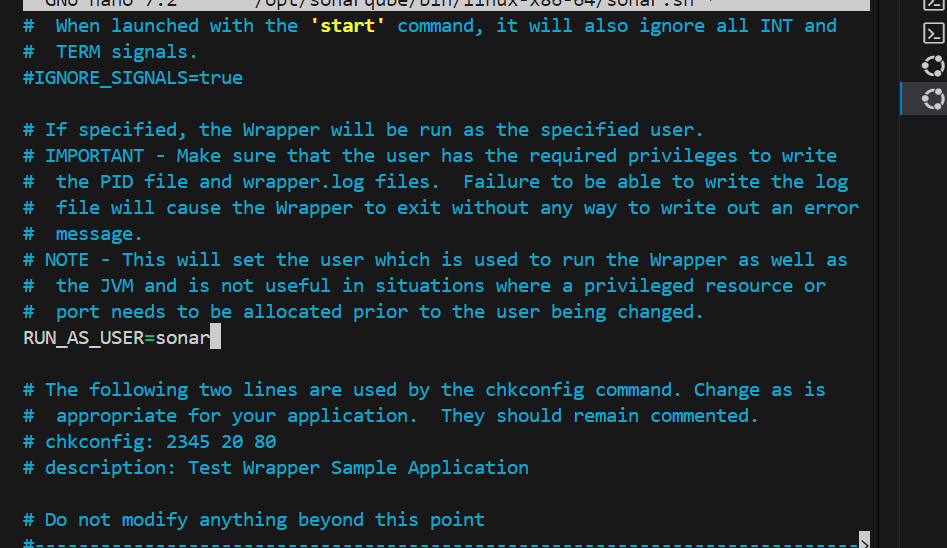 GNU nano 7.2 /opt/sonarqube/bin/linux-x86-64/sonar.sh *
#  When launched with the 'start' command, it will also ignore all INT and
#  TERM signals.
#IGNORE_SIGNALS=true
# If specified, the Wrapper will be run as the specified user.
# IMPORTANT - Make sure that the user has the required privileges to write
#  the PID file and wrapper.log files.  Failure to be able to write the log
#  file will cause the Wrapper to exit without any way to write out an error
#  message.
# NOTE - This will set the user which is used to run the Wrapper as well as
#  the JVM and is not useful in situations where a privileged resource or
#  port needs to be allocated prior to the user being changed.
RUN_AS_USER=sonar
# The following two lines are used by the chkconfig command. Change as is
#  appropriate for your application.  They should remain commented.
# chkconfig: 2345 20 80
# description: Test Wrapper Sample Application
# Do not modify anything beyond this point
#-----------------------------------------------------------------------------&gt;